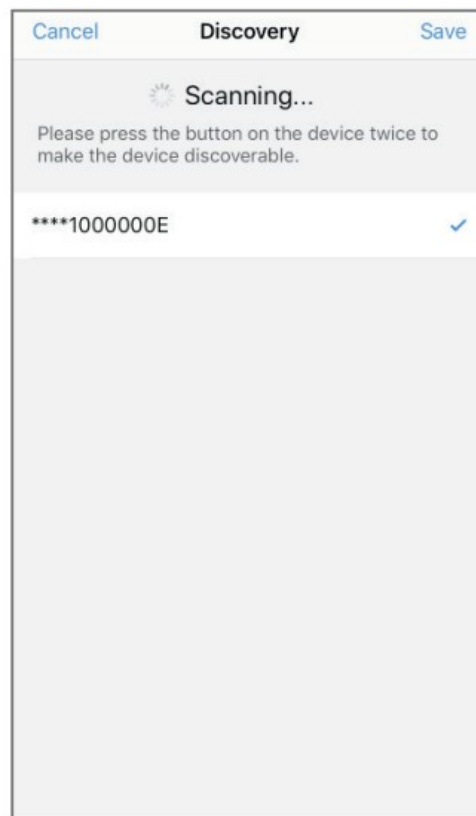 Cancel Discovery Save
Scanning...
Please press the button on the device twice to
make the device discoverable.
****1000000E